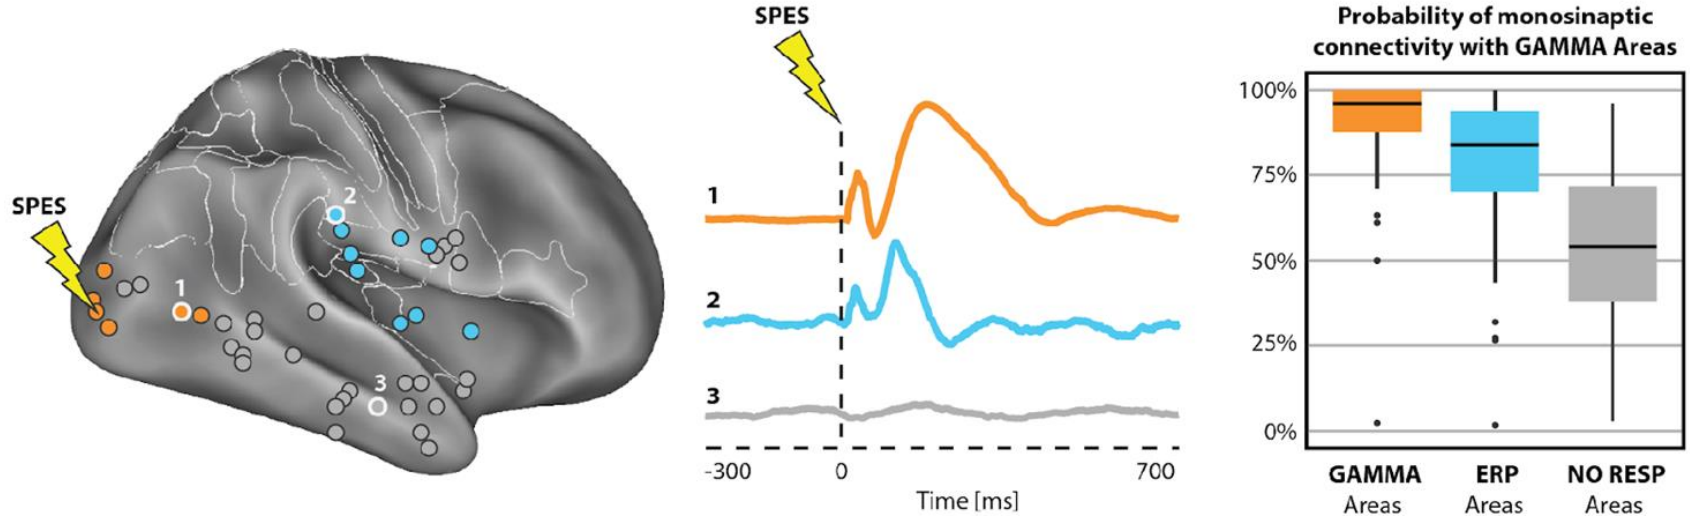 SPES
1
2
3
SPES
1
2
3
-300
0
700
Time [ms]
Probability of monosinaptic
connectivity with GAMMA Areas
100%
75%
50%
25%
0%
GAMMA
Areas
ERP
Areas
NO RESP
Areas